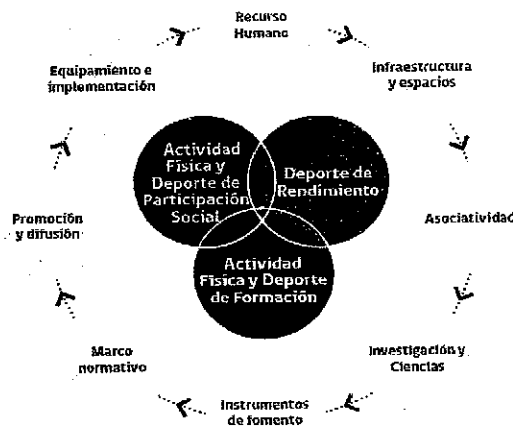 Recurso
Humano
Infraestructura
y espacios
Asociatividad
Investigación y
Ciencias
Instrumentos
de fomento
Marco
normativo
Promoción
y difusión
Equipamiento e
implementación
Actividad
Física y
Deporte de
Participación
Social
Deporte de
Rendimiento
Actividad
Física y Deporte
de Formación